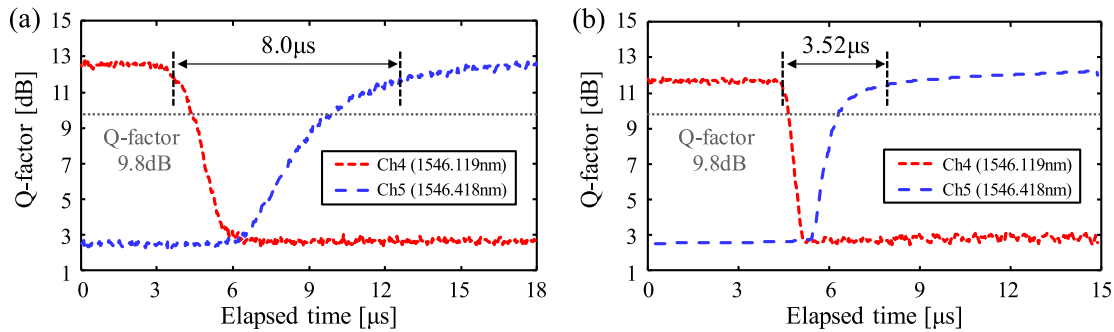 (a)
15
13
11
9
7
5
3
1
Q-factor [dB]
8.0μs
Q-factor
9.8dB
Ch4 (1546.119nm)
Ch5 (1546.418nm)
0 3 6 9 12 15 18
Elapsed time [μs]
(b)
15
13
11
9
7
5
3
1
Q-factor [dB]
3.52μs
Q-factor
9.8dB
Ch4 (1546.119nm)
Ch5 (1546.418nm)
0 3 6 9 12 15
Elapsed time [μs]